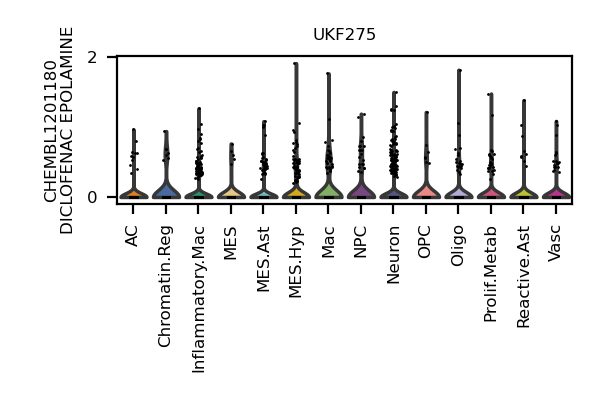 UKF275
CHEMBL1201180
DICLOFENAC EPOLAMINE
2
0
AC
Chromatin.Reg
Inflammatory.Mac
MES
MES.Ast
MES.Hyp
Mac
NPC
Neuron
OPC
Oligo
Prolif.Metab
Reactive.Ast
Vasc